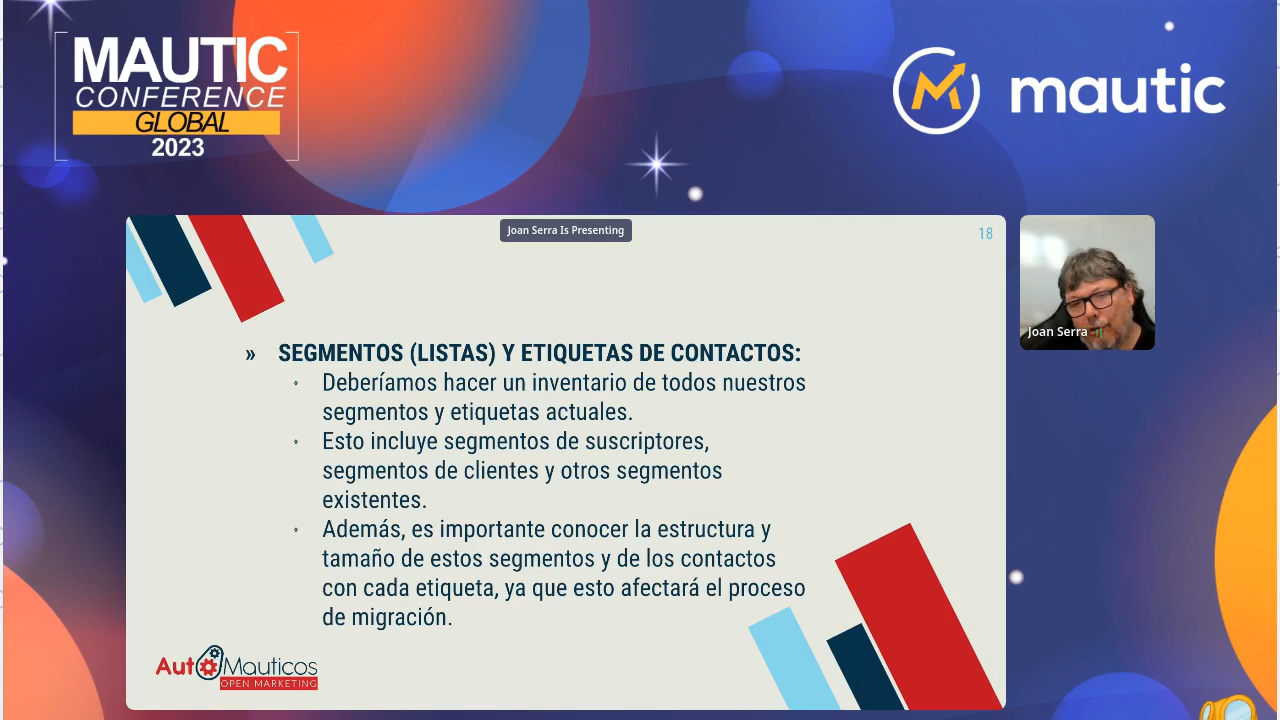 MAUTIC
CONFERENCE
GLOBAL
2023
mautic
Joan Serra Is Presenting
18
» SEGMENTOS (LISTAS) Y ETIQUETAS DE CONTACTOS:
Deberíamos hacer un inventario de todos nuestros
segmentos y etiquetas actuales.
Esto incluye segmentos de suscriptores,
segmentos de clientes y otros segmentos
existentes.
Además, es importante conocer la estructura y
tamaño de estos segmentos y de los contactos
con cada etiqueta, ya que esto afectará el proceso
de migración.
Joan Serra
AutoMauticos
OPEN MARKETING